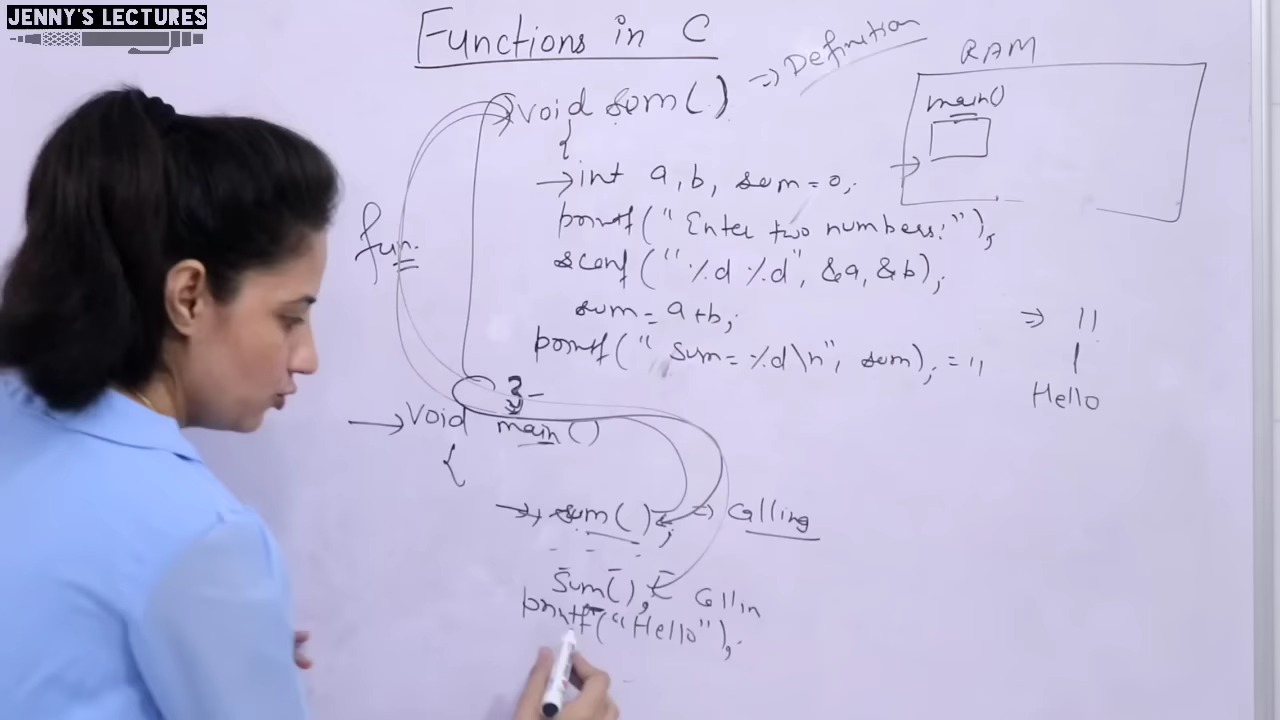 JENNY'S LECTURES
Functions in C
void sum() => Definition
{
→ int a, b, sum=0;
printf("Enter two numbers:");
scanf("%d %d", &a, &b);
sum=a+b;
printf("Sum=%d\n", sum); = 11
}
fun.
→ void main()
{
→ sum(); => Calling
Sum(); Callin
printf("Hello");
RAM
main()
=> 11
Hello